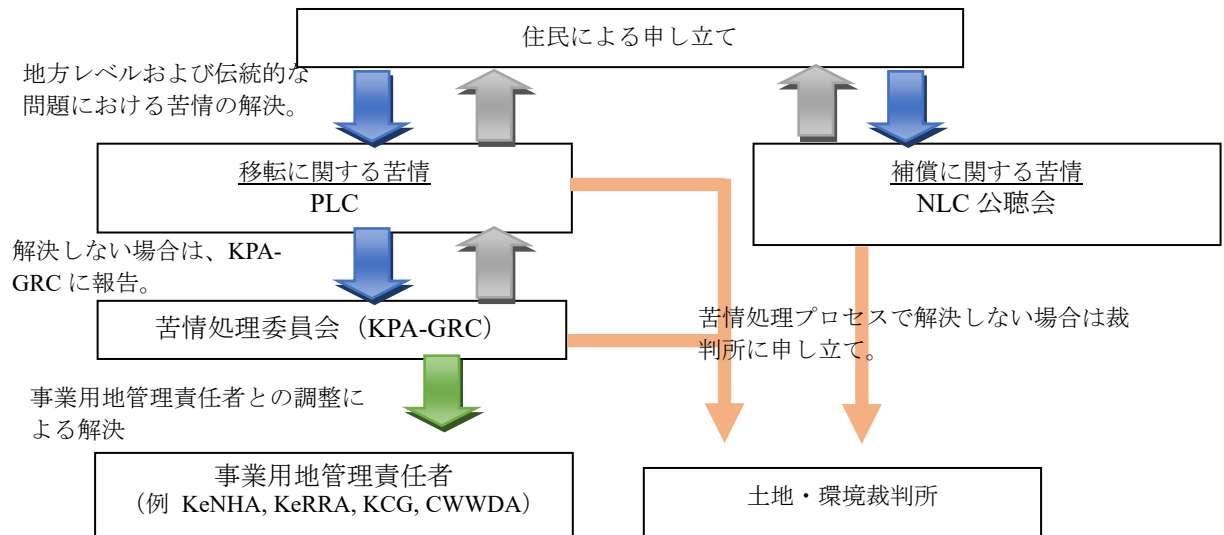 住民による申し立て
地方レベルおよび伝統的な
問題における苦情の解決。
移転に関する苦情
PLC
補償に関する苦情
NLC 公聴会
解決しない場合は、KPA-
GRC に報告。
苦情処理委員会（KPA-GRC）
苦情処理プロセスで解決しない場合は裁
判所に申し立て。
事業用地管理責任者との調整に
よる解決
事業用地管理責任者
（例 KeNHA, KeRRA, KCG, CWWDA）
土地・環境裁判所